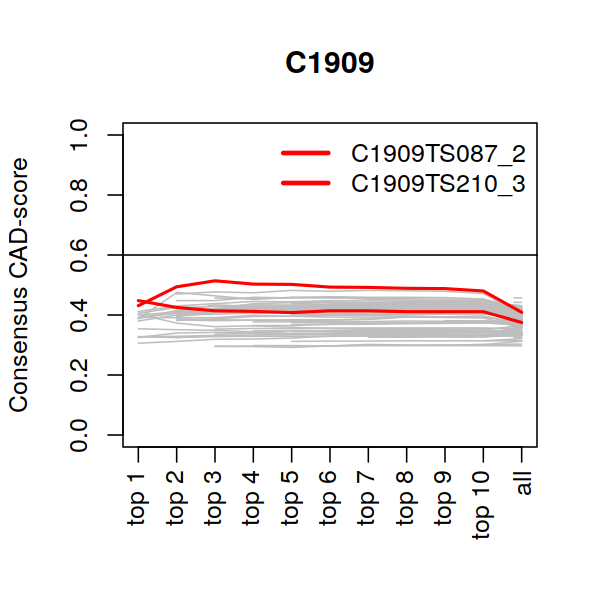 C1909
Consensus CAD-score
1.0
0.8
0.6
0.4
0.2
0.0
C1909TS087_2
C1909TS210_3
top 1
top 2
top 3
top 4
top 5
top 6
top 7
top 8
top 9
top 10
all